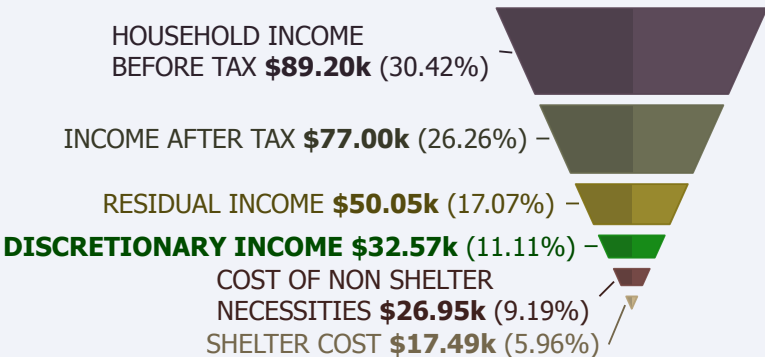 HOUSEHOLD INCOME
BEFORE TAX $89.20k (30.42%)
INCOME AFTER TAX $77.00k (26.26%)
RESIDUAL INCOME $50.05k (17.07%)
DISCRETIONARY INCOME $32.57k (11.11%)
COST OF NON SHELTER
NECESSITIES $26.95k (9.19%)
SHELTER COST $17.49k (5.96%)